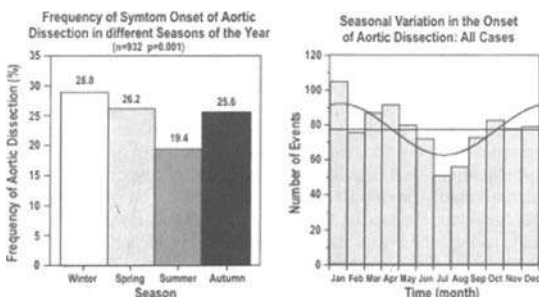 Frequency of Symtom Onset of Aortic
Dissection in different Seasons of the Year
(n=932 p=0.001)
Frequency of Aortic Dissection (%)
35
30
25
20
15
10
5
0
28.8
26.2
19.4
25.6
Winter Spring Summer Autumn
Season
Seasonal Variation in the Onset
of Aortic Dissection: All Cases
Number of Events
120
100
80
60
40
20
0
Jan Feb Mar Apr May Jun Jul Aug Sep Oct Nov Dec
Time (month)